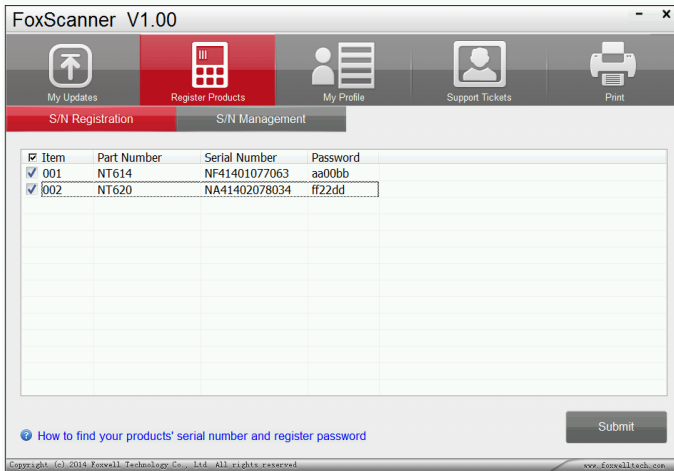 FoxScanner V1.00
My Updates Register Products My Profile Support Tickets Print
S/N Registration S/N Management
Item Part Number Serial Number Password
001 NT614 NF41401077063 aa00bb
002 NT620 NA41402078034 ff22dd
How to find your products' serial number and register password
Submit
Copyright (c) 2014 Foxwell Technology Co., Ltd. All rights reserved www.foxwelltech.com